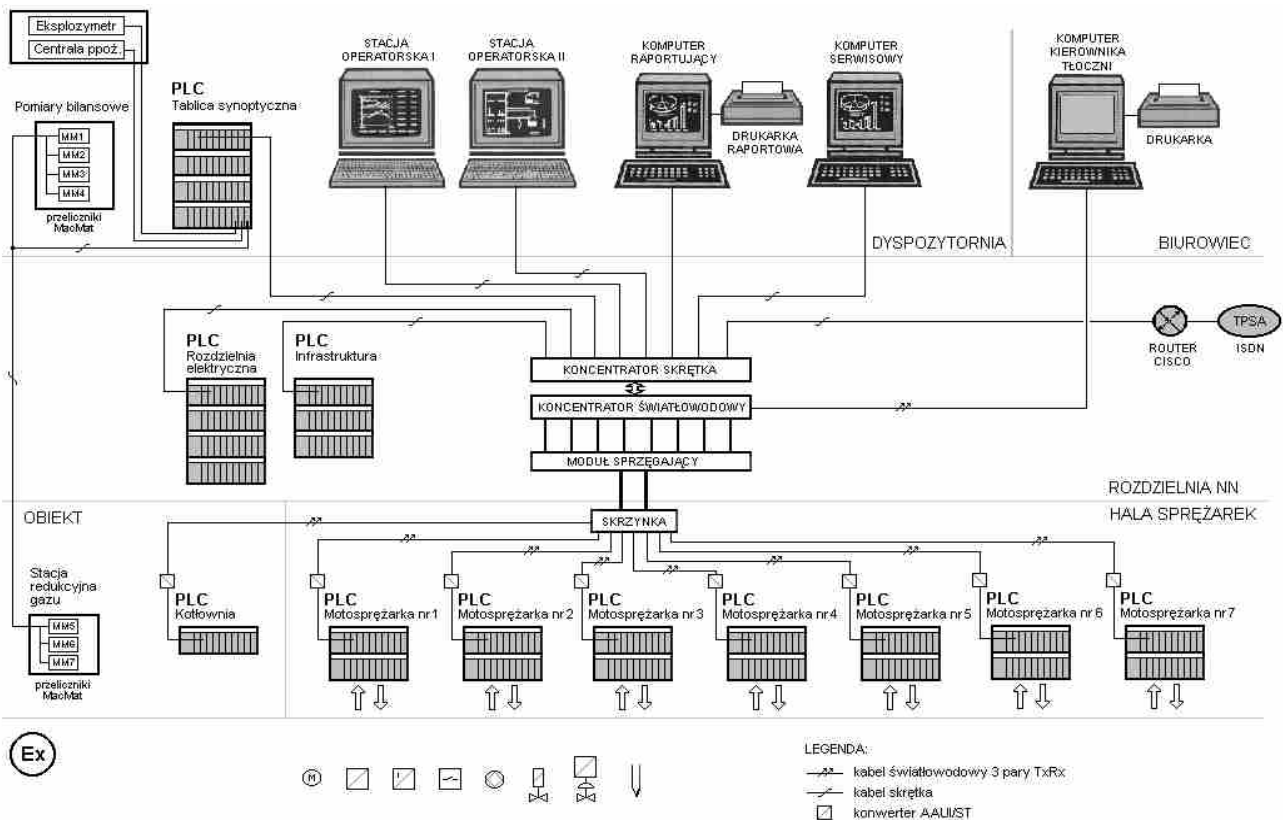 Eksplozymetr
Centrala ppoż.
Pomiary bilansowe
MM1
MM2
MM3
MM4
przeliczniki
MacMat
PLC
Tablica synoptyczna
STACJA
OPERATORSKA I
STACJA
OPERATORSKA II
KOMPUTER
RAPORTUJĄCY
DRUKARKA
RAPORTOWA
KOMPUTER
SERWISOWY
KOMPUTER
KIEROWNIKA
TŁOCZNI
DRUKARKA
DYSPOZYTORNIA
BIUROWIEC
PLC
Rozdzielnia
elektryczna
PLC
Infrastruktura
KONCENTRATOR SKRĘTKA
KONCENTRATOR ŚWIATŁOWODOWY
MODUŁ SPRZĘGAJĄCY
ROUTER
CISCO
TPSA
ISDN
ROZDZIELNIA NN
OBIEKT
SKRZYNKA
HALA SPRĘŻAREK
Stacja
redukcyjna
gazu
MM5
MM6
MM7
przeliczniki
MacMat
PLC
Kotłownia
PLC
Motosprężarka nr1
PLC
Motosprężarka nr2
PLC
Motosprężarka nr3
PLC
Motosprężarka nr4
PLC
Motosprężarka nr5
PLC
Motosprężarka nr6
PLC
Motosprężarka nr7
Ex
M
LEGENDA:
kabel światłowodowy 3 pary TxRx
kabel skrętka
konwerter AAUI/ST